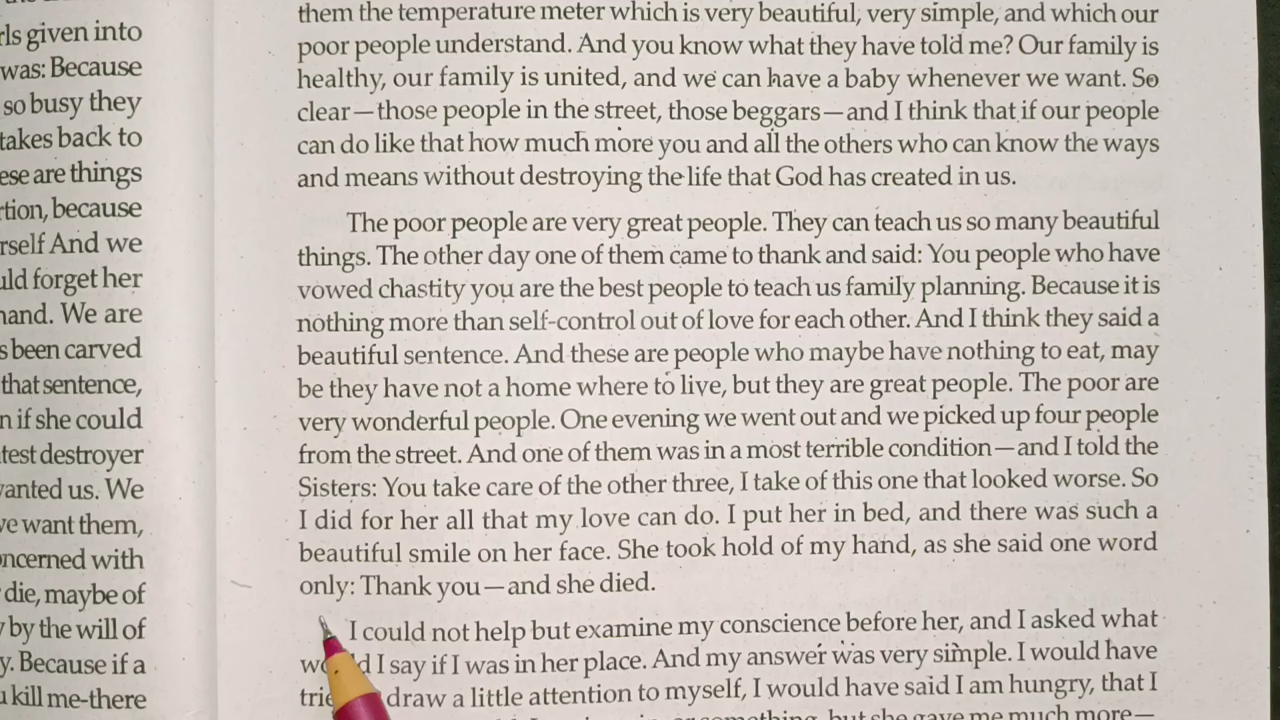 rls given into
was: Because
so busy they
takes back to
ese are things
rtion, because
rself And we
uld forget her
hand. We are
s been carved
that sentence,
n if she could
test destroyer
vanted us. We
ve want them,
oncerned with
die, maybe of
y by the will of
y. Because if a
u kill me-there
them the temperature meter which is very beautiful, very simple, and which our
poor people understand. And you know what they have told me? Our family is
healthy, our family is united, and we can have a baby whenever we want. So
clear—those people in the street, those beggars—and I think that if our people
can do like that how much more you and all the others who can know the ways
and means without destroying the life that God has created in us.
The poor people are very great people. They can teach us so many beautiful
things. The other day one of them came to thank and said: You people who have
vowed chastity you are the best people to teach us family planning. Because it is
nothing more than self-control out of love for each other. And I think they said a
beautiful sentence. And these are people who maybe have nothing to eat, may
be they have not a home where to live, but they are great people. The poor are
very wonderful people. One evening we went out and we picked up four people
from the street. And one of them was in a most terrible condition—and I told the
Sisters: You take care of the other three, I take of this one that looked worse. So
I did for her all that my love can do. I put her in bed, and there was such a
beautiful smile on her face. She took hold of my hand, as she said one word
only: Thank you—and she died.
I could not help but examine my conscience before her, and I asked what
I say if I was in her place. And my answer was very simple. I would have
draw a little attention to myself, I would have said I am hungry, that I
something, but she gave me much more—